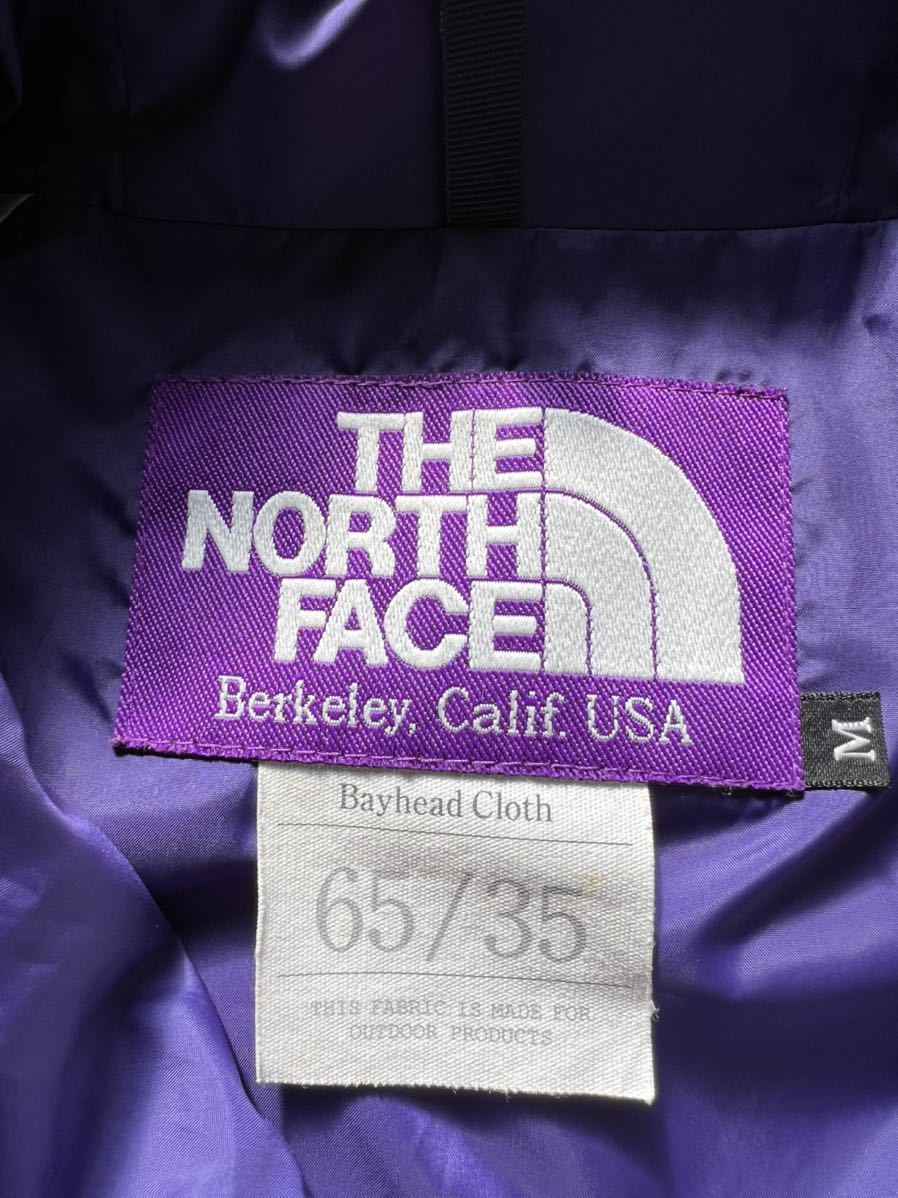 THE
NORTH
FACE
Berkeley, Calif. USA
M
Bayhead Cloth
65/35
THIS FABRIC IS MADE FOR
OUTDOOR PRODUCTS